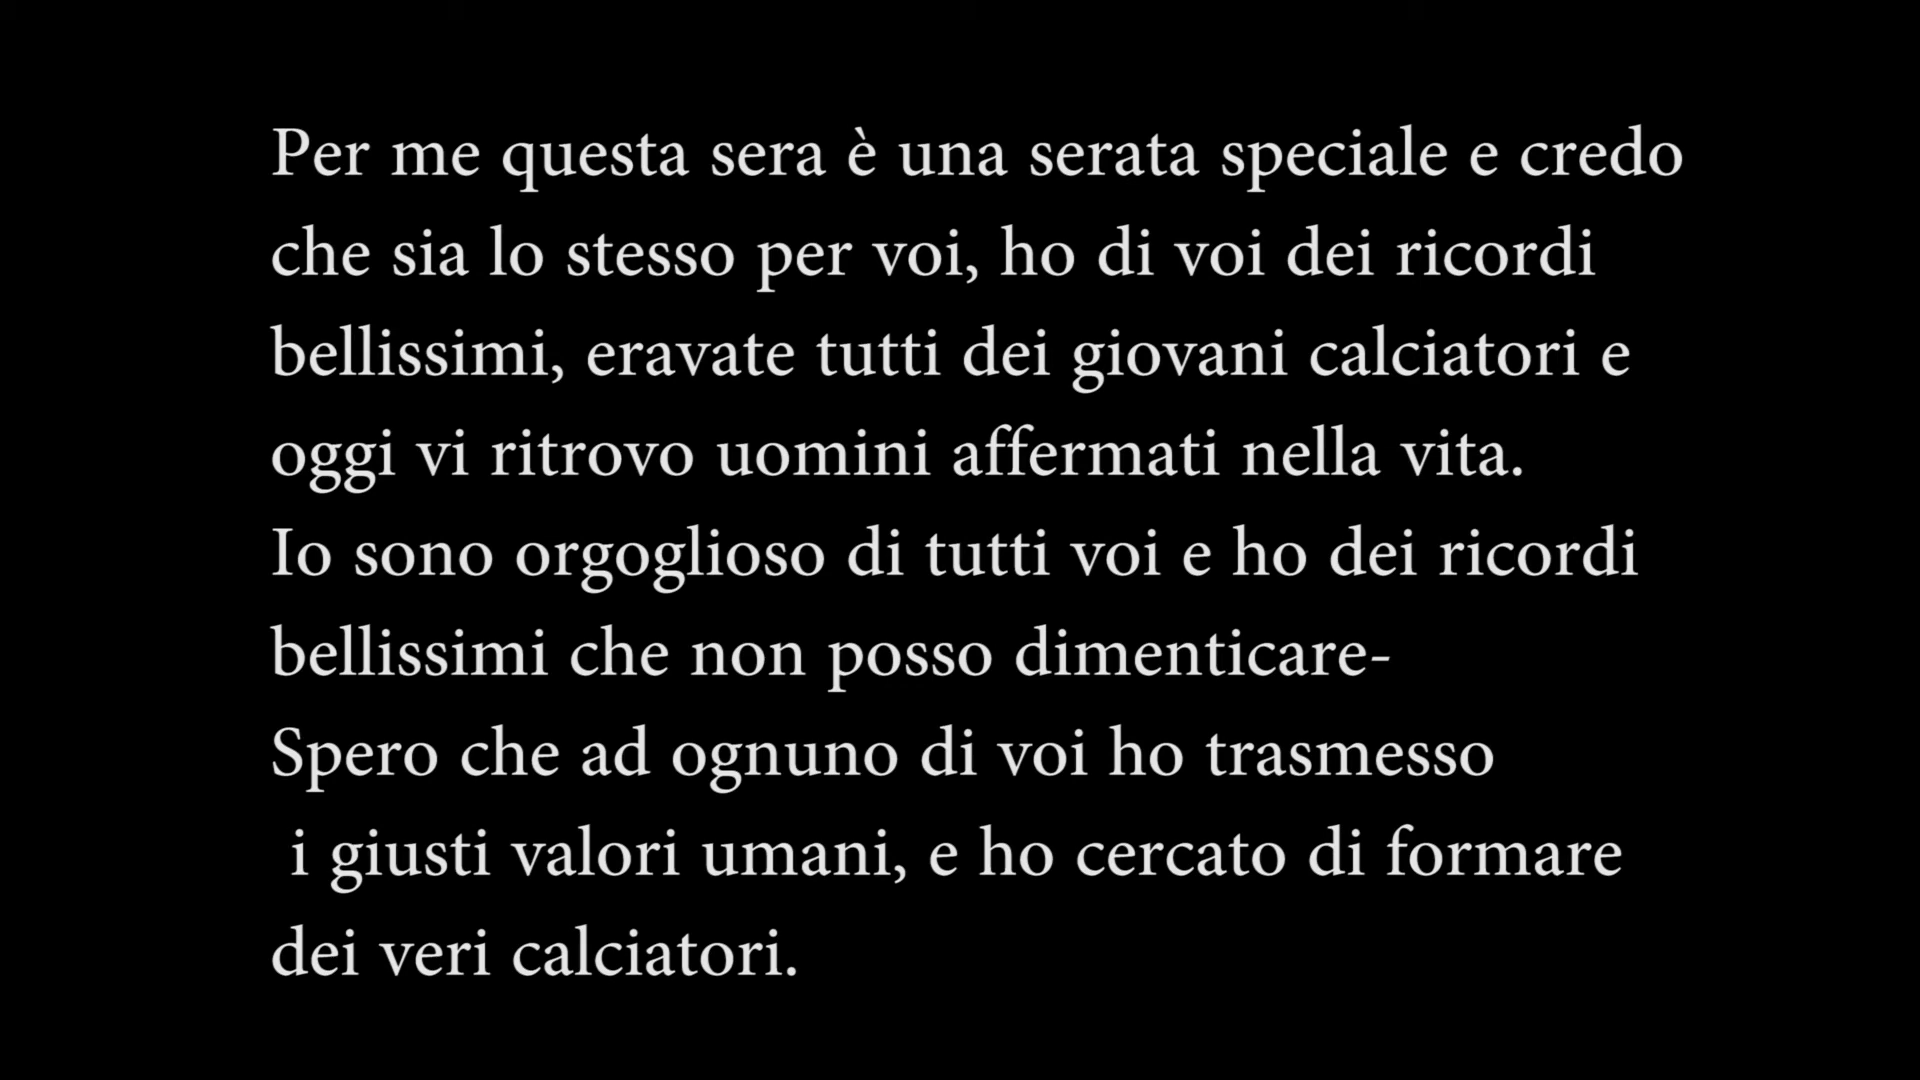 Per me questa sera è una serata speciale e credo
che sia lo stesso per voi, ho di voi dei ricordi
bellissimi, eravate tutti dei giovani calciatori e
oggi vi ritrovo uomini affermati nella vita.
Io sono orgoglioso di tutti voi e ho dei ricordi
bellissimi che non posso dimenticare-
Spero che ad ognuno di voi ho trasmesso
i giusti valori umani, e ho cercato di formare
dei veri calciatori.